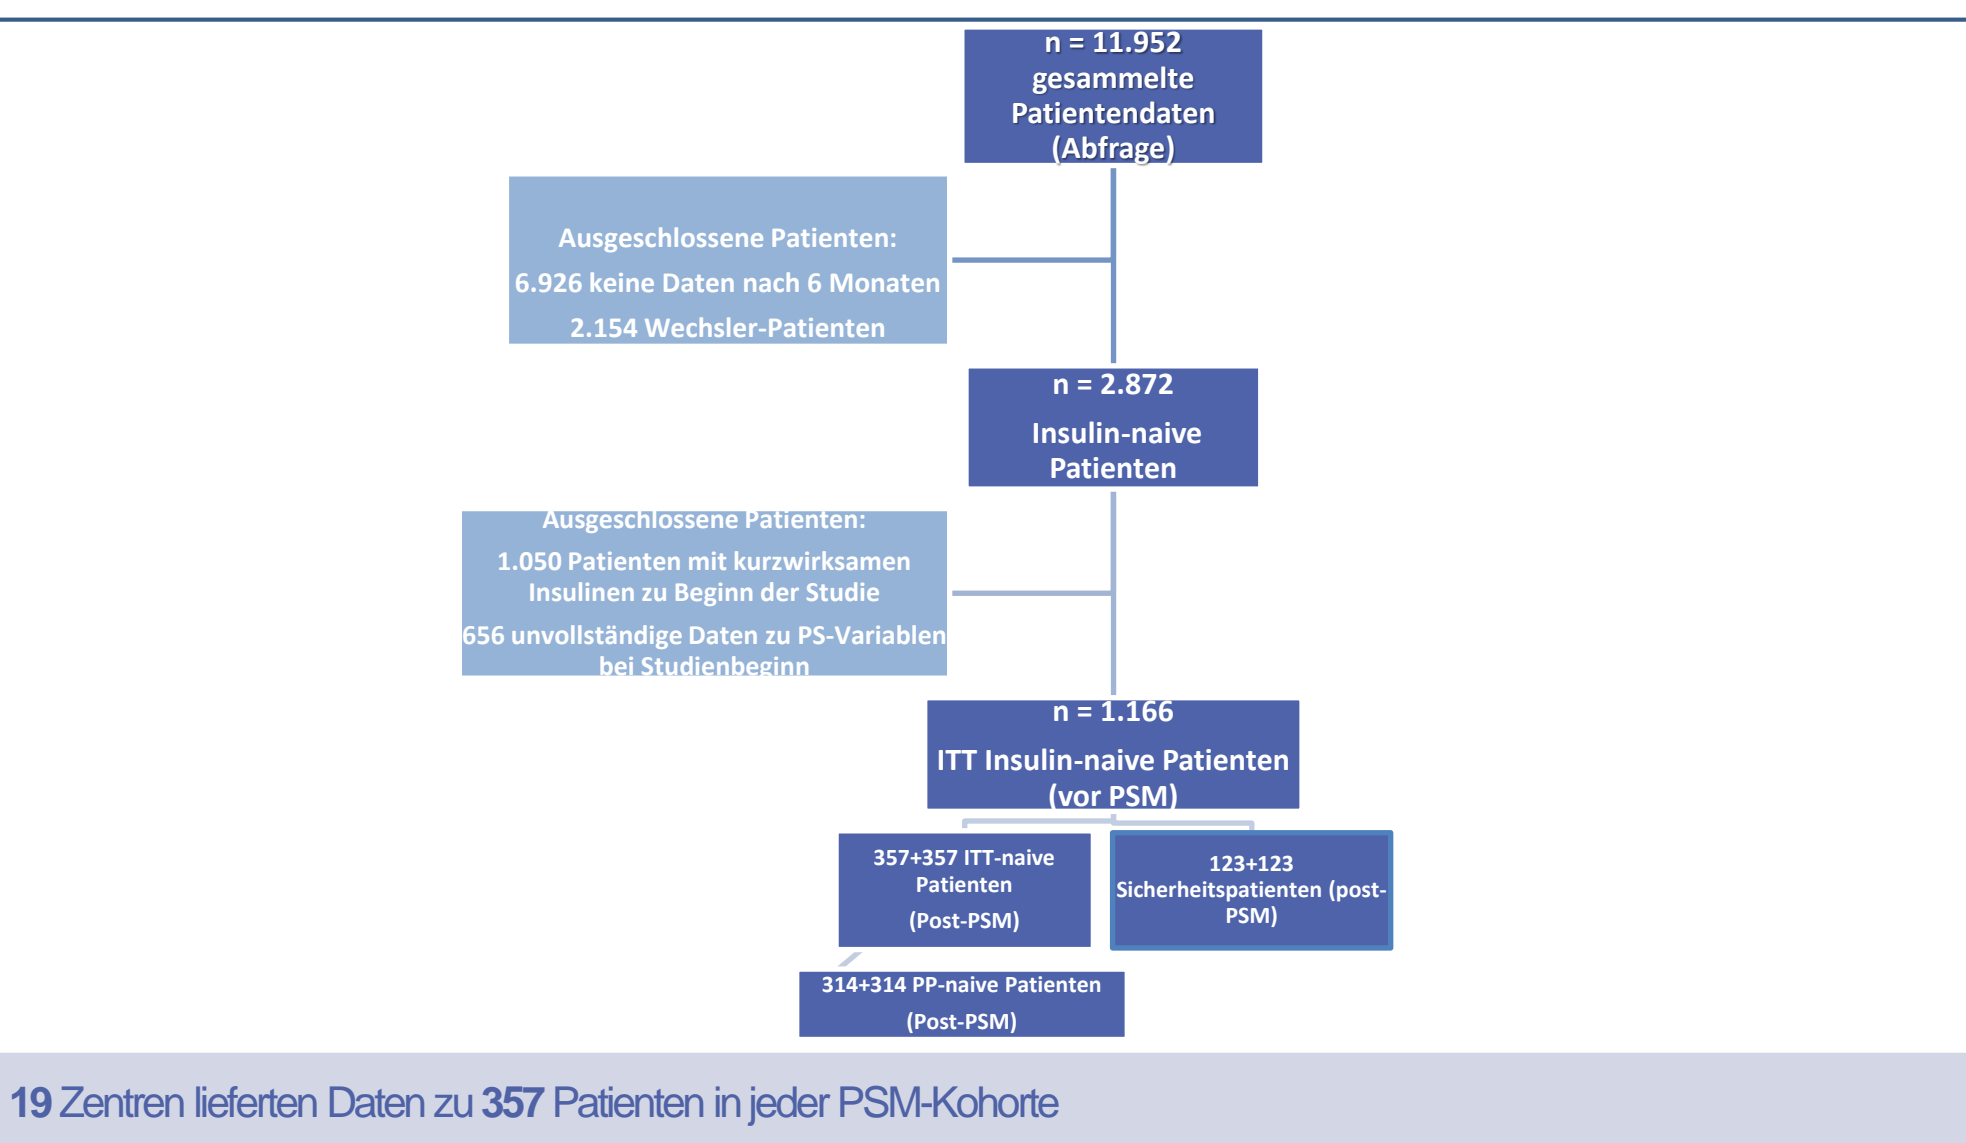 n = 11.952
gesammelte
Patientendaten
(Abfrage)
Ausgeschlossene Patienten:
6.926 keine Daten nach 6 Monaten
2.154 Wechsler-Patienten
n = 2.872
Insulin-naive
Patienten
Ausgeschlossene Patienten:
1.050 Patienten mit kurzwirksamen
Insulinen zu Beginn der Studie
656 unvollständige Daten zu PS-Variablen
bei Studienbeginn
n = 1.166
ITT Insulin-naive Patienten
(vor PSM)
357+357 ITT-naive
Patienten
(Post-PSM)
123+123
Sicherheitspatienten (post-
PSM)
314+314 PP-naive Patienten
(Post-PSM)
19 Zentren lieferten Daten zu 357 Patienten in jeder PSM-Kohorte